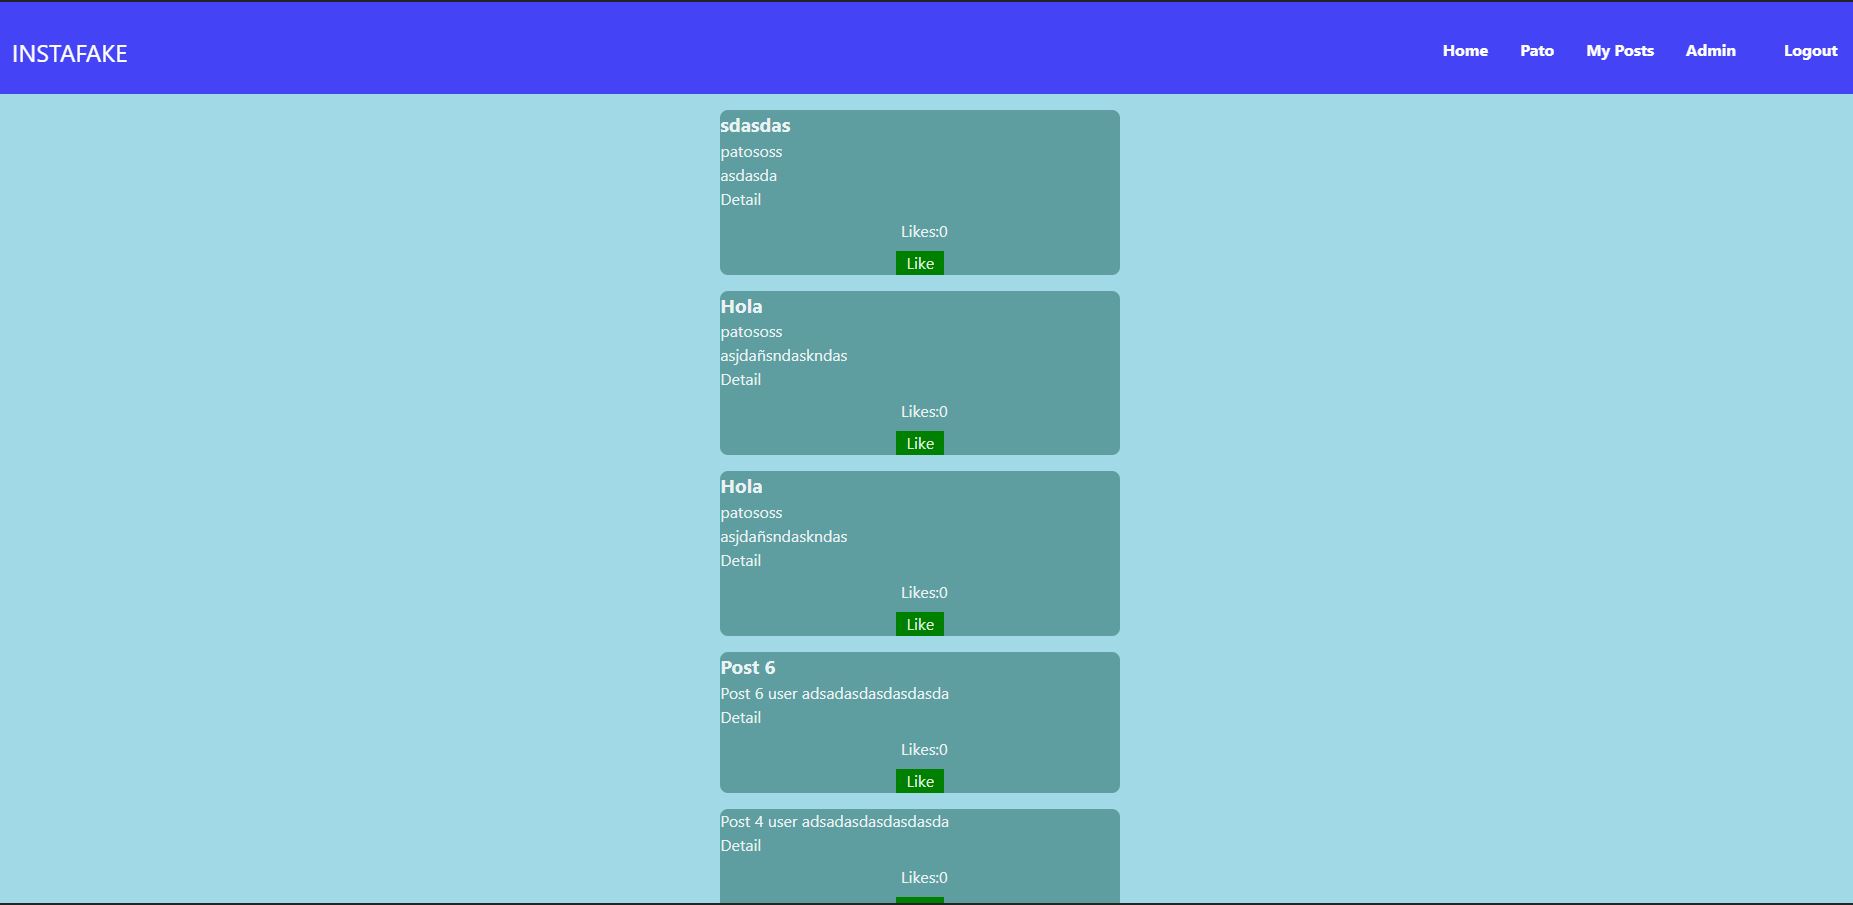 INSTAFAKE
Home Pato My Posts Admin Logout
sdasdas
patososs
asdasda
Detail
Likes:0
Like
Hola
patososs
asjdañsndaskndas
Detail
Likes:0
Like
Hola
patososs
asjdañsndaskndas
Detail
Likes:0
Like
Post 6
Post 6 user adsadasdasdasdasda
Detail
Likes:0
Like
Post 4 user adsadasdasdasdasda
Detail
Likes:0